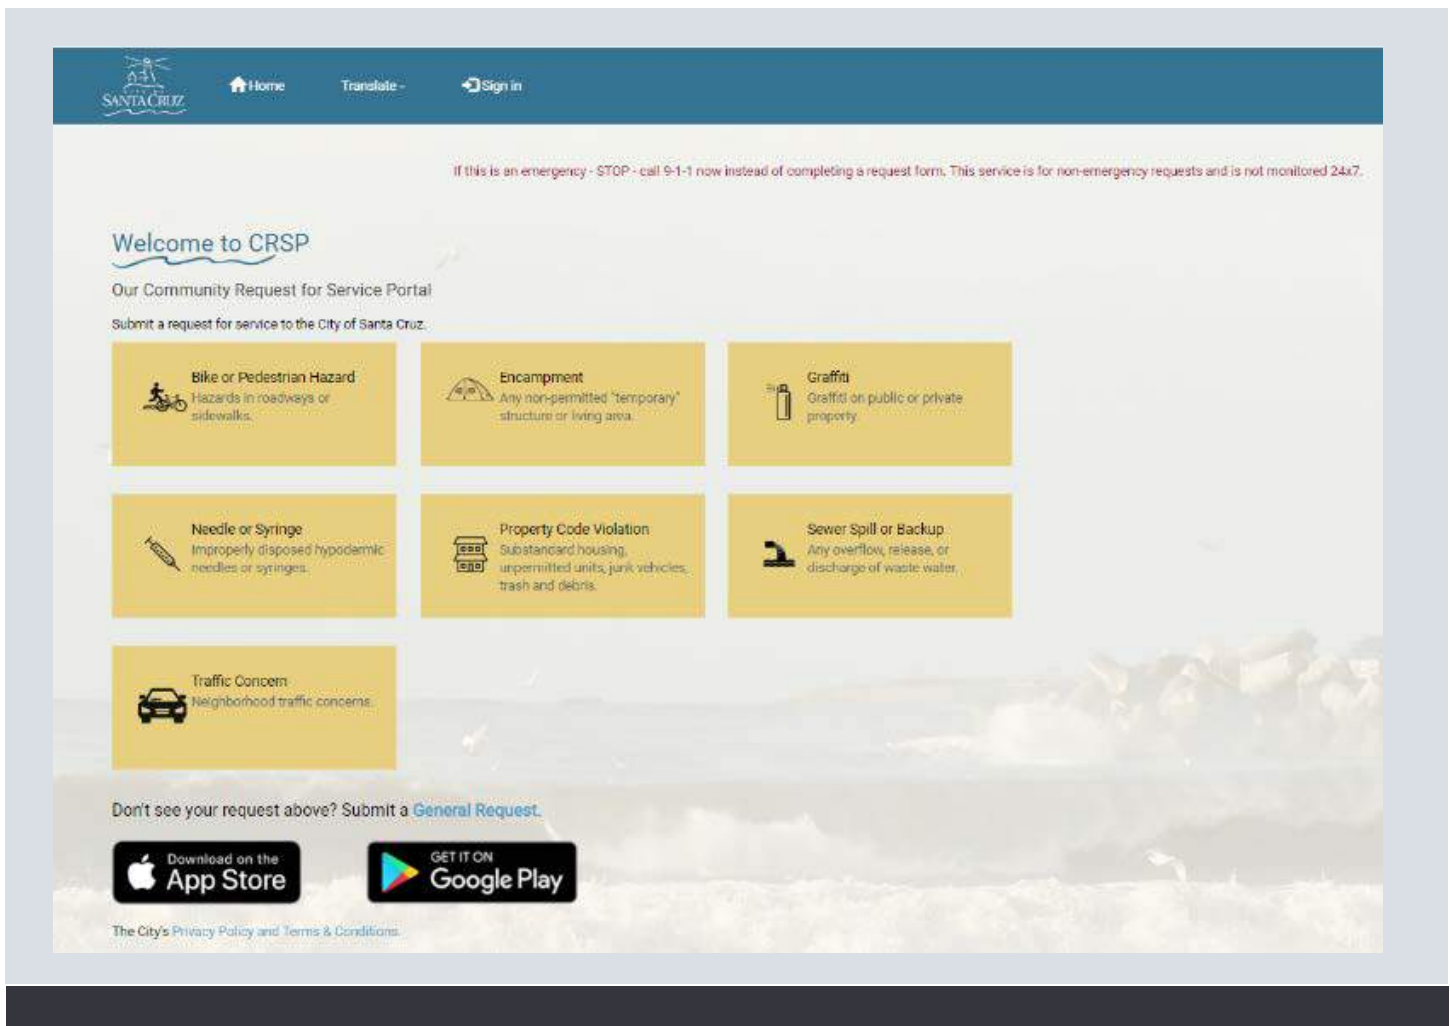 SANTA CRUZ
Home
Translate
Sign in
If this is an emergency - STOP - call 9-1-1 now instead of completing a request form. This service is for non-emergency requests and is not monitored 24x7.
Welcome to CRSP
Our Community Request for Service Portal
Submit a request for service to the City of Santa Cruz.
Bike or Pedestrian Hazard
Hazards in roadways or
sidewalks.
Encampment
Any non-permitted "temporary"
structure or living area.
Graffiti
Graffiti on public or private
property.
Needle or Syringe
Improperly disposed hypodermic
needles or syringes.
Property Code Violation
Substandard housing,
unpermitted units, junk vehicles,
trash and debris.
Sewer Spill or Backup
Any overflow, release, or
discharge of waste water.
Traffic Concern
Neighborhood traffic concerns.
Don't see your request above? Submit a General Request.
Download on the
App Store
GET IT ON
Google Play
The City's Privacy Policy and Terms & Conditions.